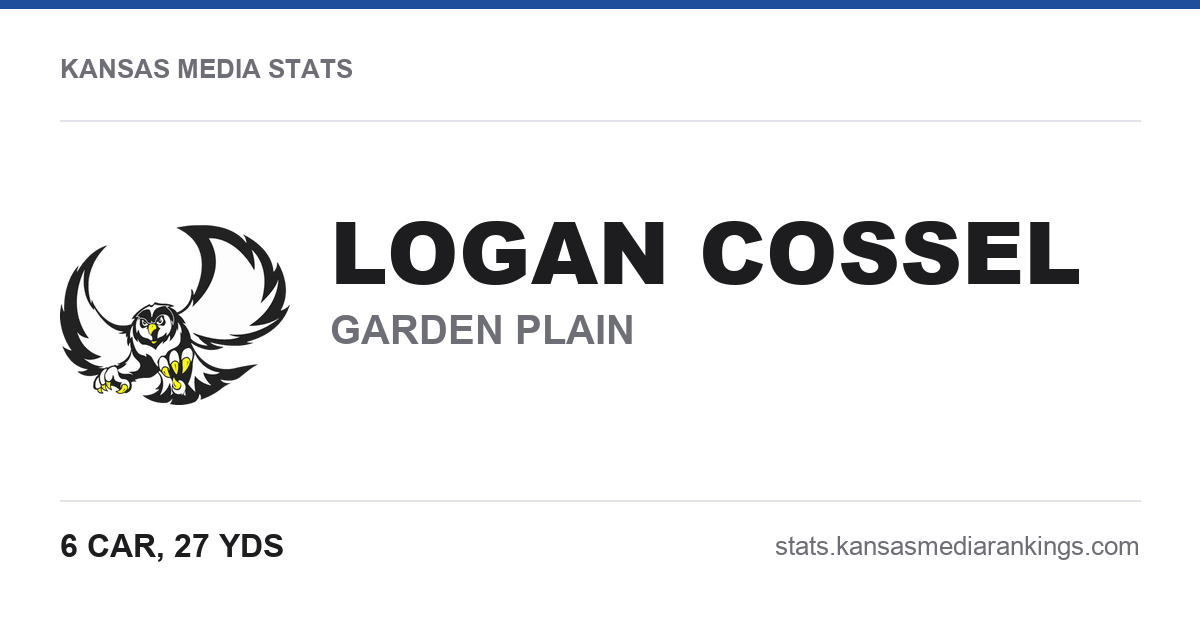 KANSAS MEDIA STATS
LOGAN COSSEL
GARDEN PLAIN
6 CAR, 27 YDS
stats.kansasmediarankings.com